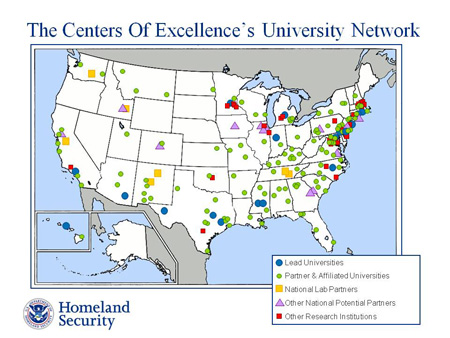 The Centers Of Excellence`s University Network
Lead Universities
Partner & Affiliated Universities
National Lab Partners
Other National Potential Partners
Other Research Institutions
Homeland
Security